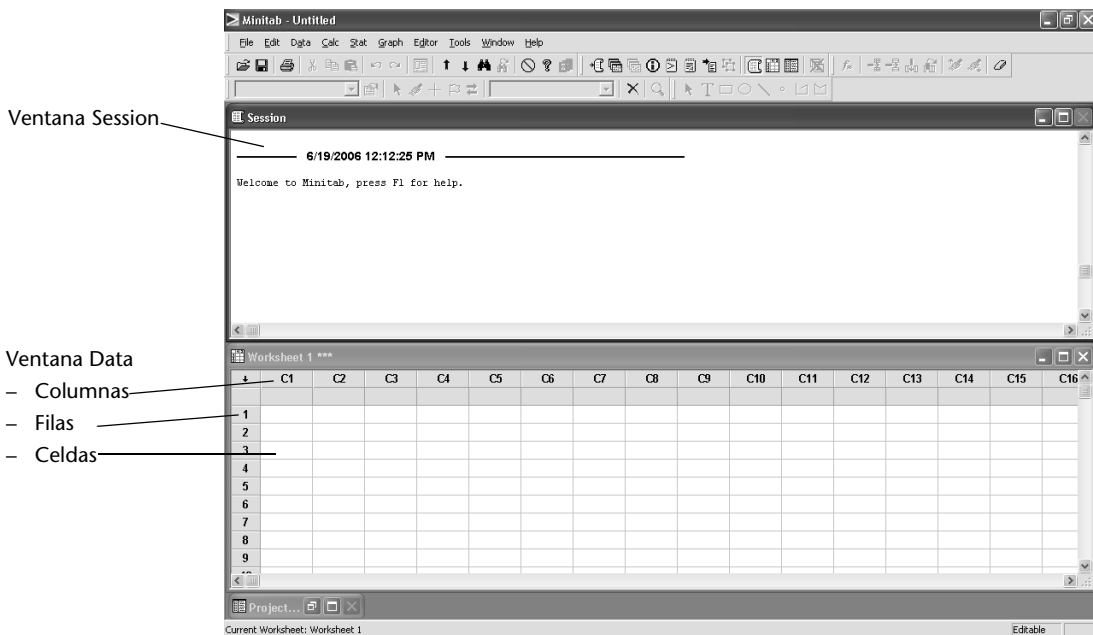 Minitab - Untitled
File Edit Data Calc Stat Graph Editor Tools Window Help
Ventana Session
Session
6/19/2006 12:12:25 PM
Welcome to Minitab, press F1 for help.
Ventana Data
– Columnas
– Filas
– Celdas
Worksheet 1 ***
C1 C2 C3 C4 C5 C6 C7 C8 C9 C10 C11 C12 C13 C14 C15 C16
1
2
3
4
5
6
7
8
9
Project...
Current Worksheet: Worksheet 1
Editable